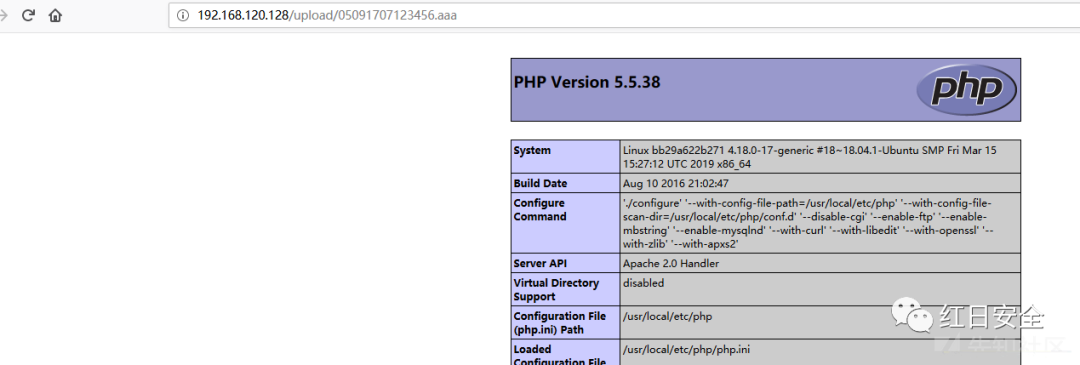 192.168.120.128/upload/05091707123456.aaa
PHP Version 5.5.38
php
System
Linux bb29a622b271 4.18.0-17-generic #18~18.04.1-Ubuntu SMP Fri Mar 15
15:27:12 UTC 2019 x86_64
Build Date
Aug 10 2016 21:02:47
Configure
Command
'./configure' '--with-config-file-path=/usr/local/etc/php' '--with-config-file-
scan-dir=/usr/local/etc/php/conf.d' '--disable-cgi' '--enable-ftp' '--enable-
mbstring' '--enable-mysqlnd' '--with-curl' '--with-libedit' '--with-openssl' '--
with-zlib' '--with-apxs2'
Server API
Apache 2.0 Handler
Virtual Directory
Support
disabled
Configuration File
(php.ini) Path
/usr/local/etc/php
红日安全
Loaded
Configuration File
/usr/local/etc/php/php.ini